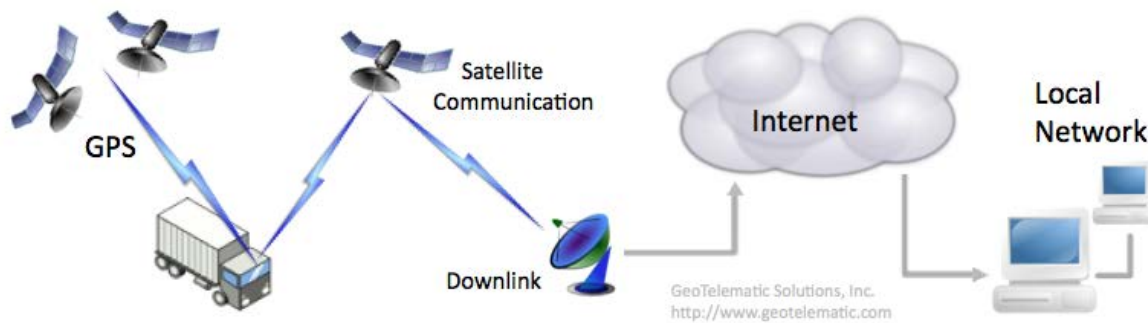 GPS
Satellite
Communication
Downlink
Internet
Local
Network
GeoTelematic Solutions, Inc.
http://www.geotelematic.com